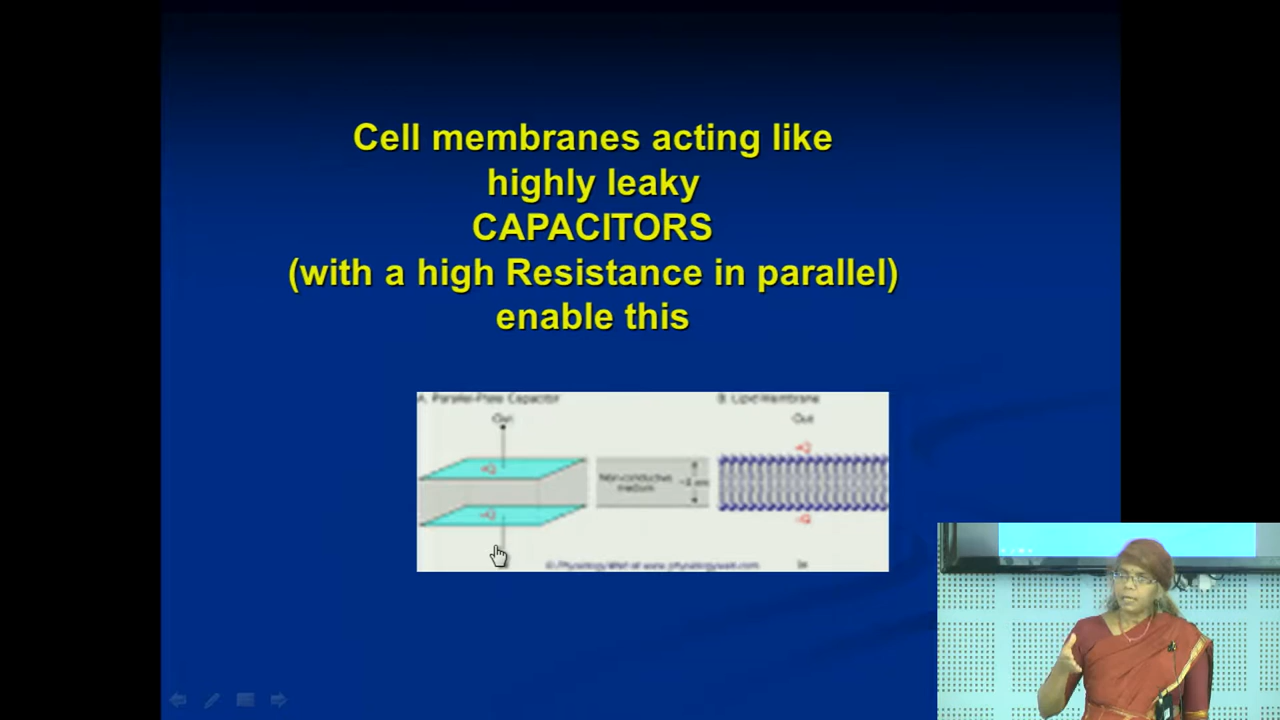 Cell membranes acting like
highly leaky
CAPACITORS
(with a high Resistance in parallel)
enable this
A. Parallel-Plate Capacitor
B. Lipid Membrane
Out
Out
+Q
+Q
Non-conductive
medium
-Q
-Q
In